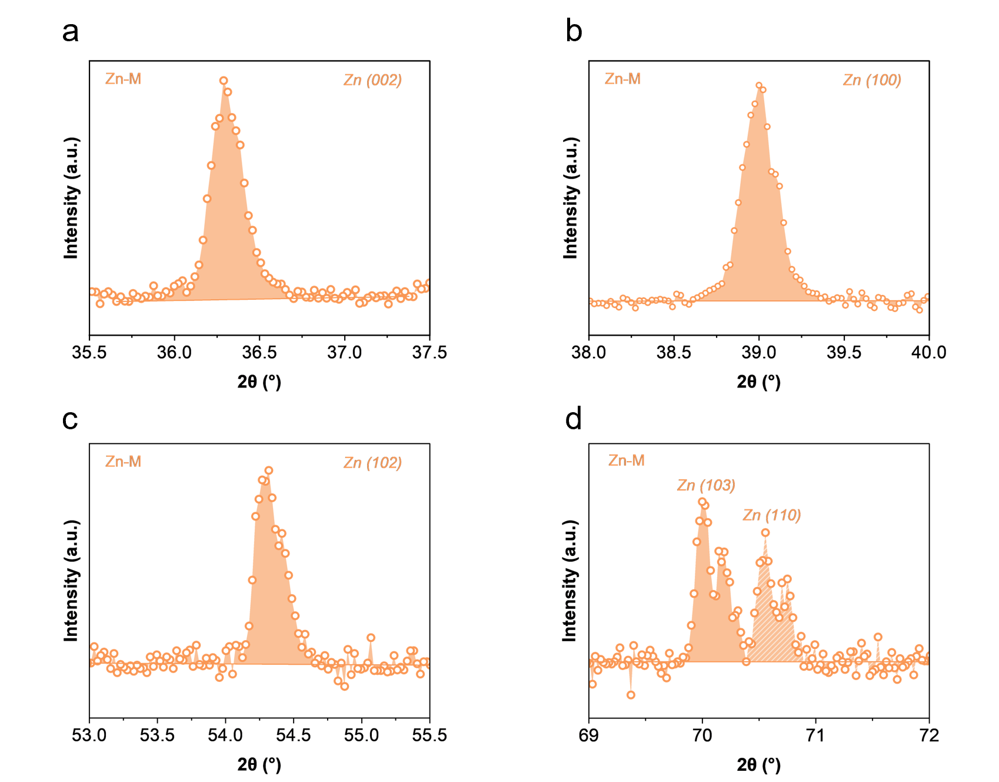 a
Zn-M
Zn (002)
Intensity (a.u.)
35.5 36.0 36.5 37.0 37.5
2θ (°)
b
Zn-M
Zn (100)
Intensity (a.u.)
38.0 38.5 39.0 39.5 40.0
2θ (°)
c
Zn-M
Zn (102)
Intensity (a.u.)
53.0 53.5 54.0 54.5 55.0 55.5
2θ (°)
d
Zn-M
Zn (103)
Zn (110)
Intensity (a.u.)
69 70 71 72
2θ (°)